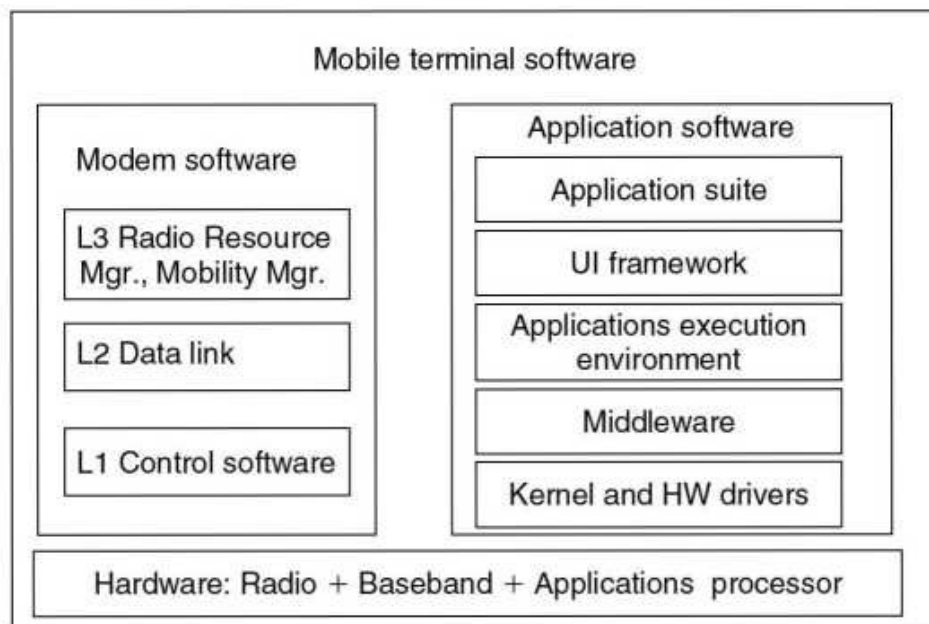 Mobile terminal software
Modem software
L3 Radio Resource
Mgr., Mobility Mgr.
L2 Data link
L1 Control software
Application software
Application suite
UI framework
Applications execution
environment
Middleware
Kernel and HW drivers
Hardware: Radio + Baseband + Applications processor